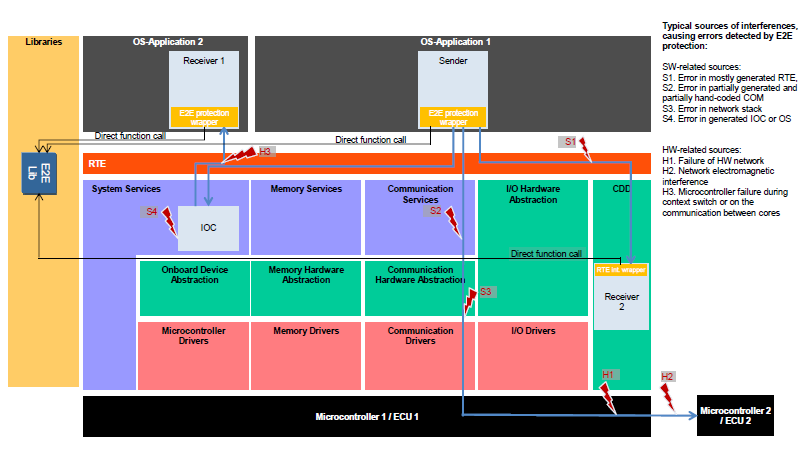 Libraries
OS-Application 2
OS-Application 1
Receiver 1
Sender
E2E protection
wrapper
E2E protection
wrapper
Direct function call
Direct function call
S1
H3
RTE
E2E
Lib
System Services
Memory Services
Communication
Services
I/O Hardware
Abstraction
CDD
S4
S2
IOC
Direct function call
Onboard Device
Abstraction
Memory Hardware
Abstraction
Communication
Hardware Abstraction
RTE int. wrapper
Receiver
2
S3
Microcontroller
Drivers
Memory Drivers
Communication
Drivers
I/O Drivers
H1
H2
Microcontroller 1 / ECU 1
Microcontroller 2
/ ECU 2
Typical sources of interferences,
causing errors detected by E2E
protection:
SW-related sources:
S1. Error in mostly generated RTE,
S2. Error in partially generated and
partially hand-coded COM
S3. Error in network stack
S4. Error in generated IOC or OS
HW-related sources:
H1. Failure of HW network
H2. Network electromagnetic
interference
H3. Microcontroller failure during
context switch or on the
communication between cores